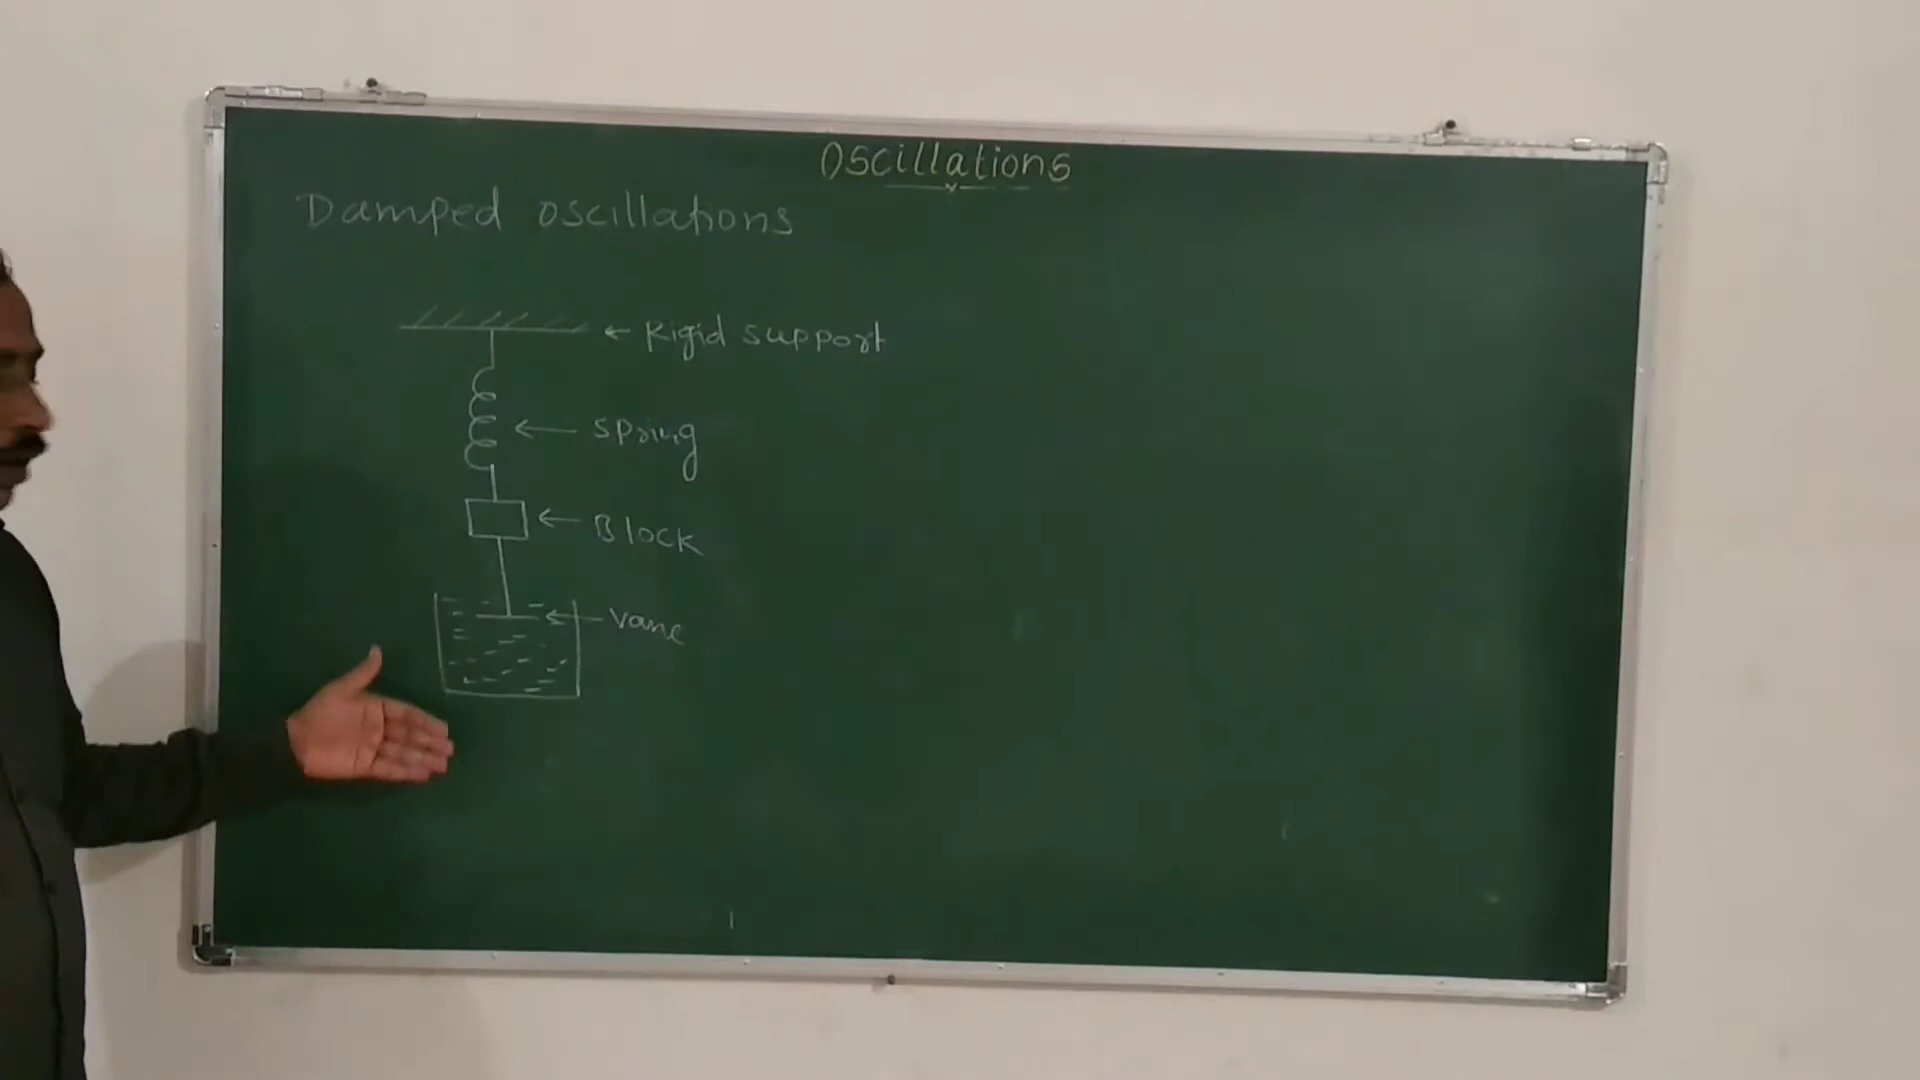 Oscillations
Damped oscillations
Rigid support
Spring
Block
Vane